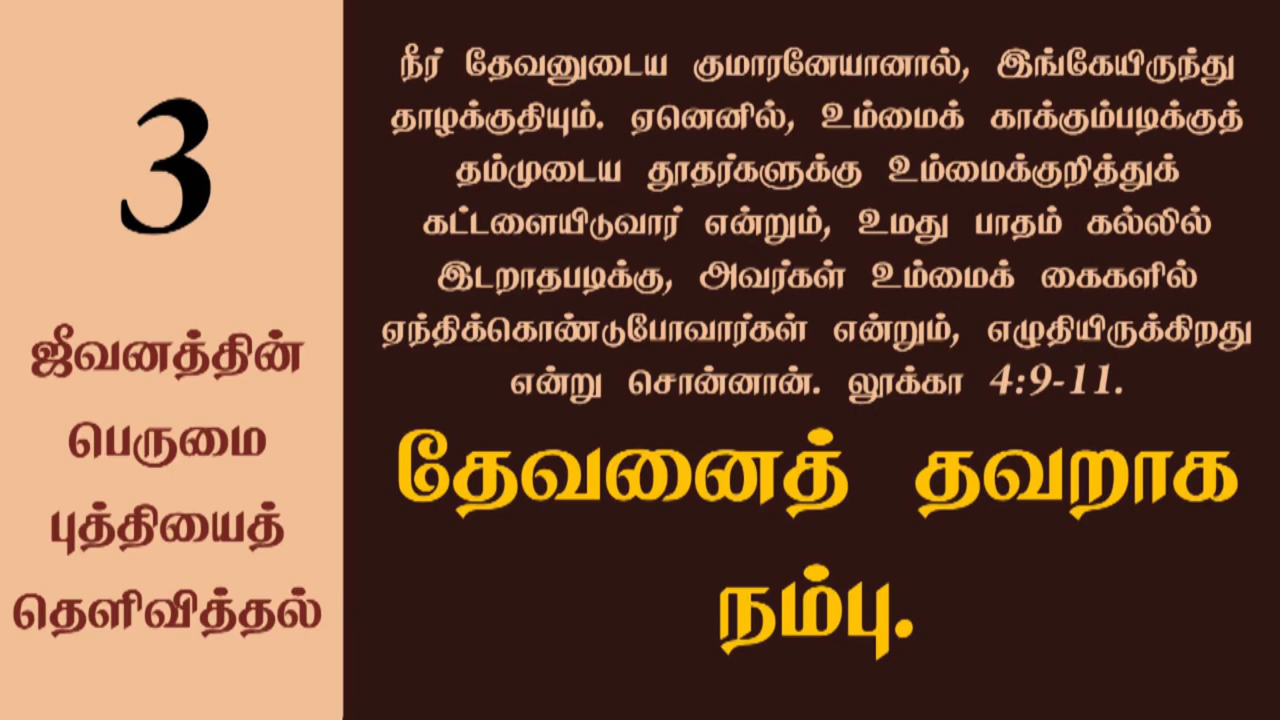 3
ஜீவனத்தின்
பெருமை
புத்தியைத்
தெளிவித்தல்
நீர் தேவனுடைய குமாரனேயானால், இங்கேயிருந்து
தாழக்குதியும். ஏனெனில், உம்மைக் காக்கும்படிக்குத்
தம்முடைய தூதர்களுக்கு உம்மைக்குறித்துக்
கட்டளையிடுவார் என்றும், உமது பாதம் கல்லில்
இடறாதபடிக்கு, அவர்கள் உம்மைக் கைகளில்
ஏந்திக்கொண்டுபோவார்கள் என்றும், எழுதியிருக்கிறது
என்று சொன்னான். லூக்கா 4:9-11.
தேவனைத் தவறாக
நம்பு.